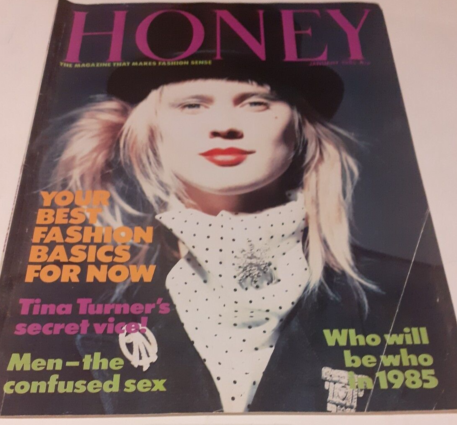 HONEY
THE MAGAZINE THAT MAKES FASHION SENSE
YOUR
BEST
FASHION
BASICS
FOR NOW
Tina Turner's
secret vice!
Men–the
confused sex
Who will
be who
in 1985